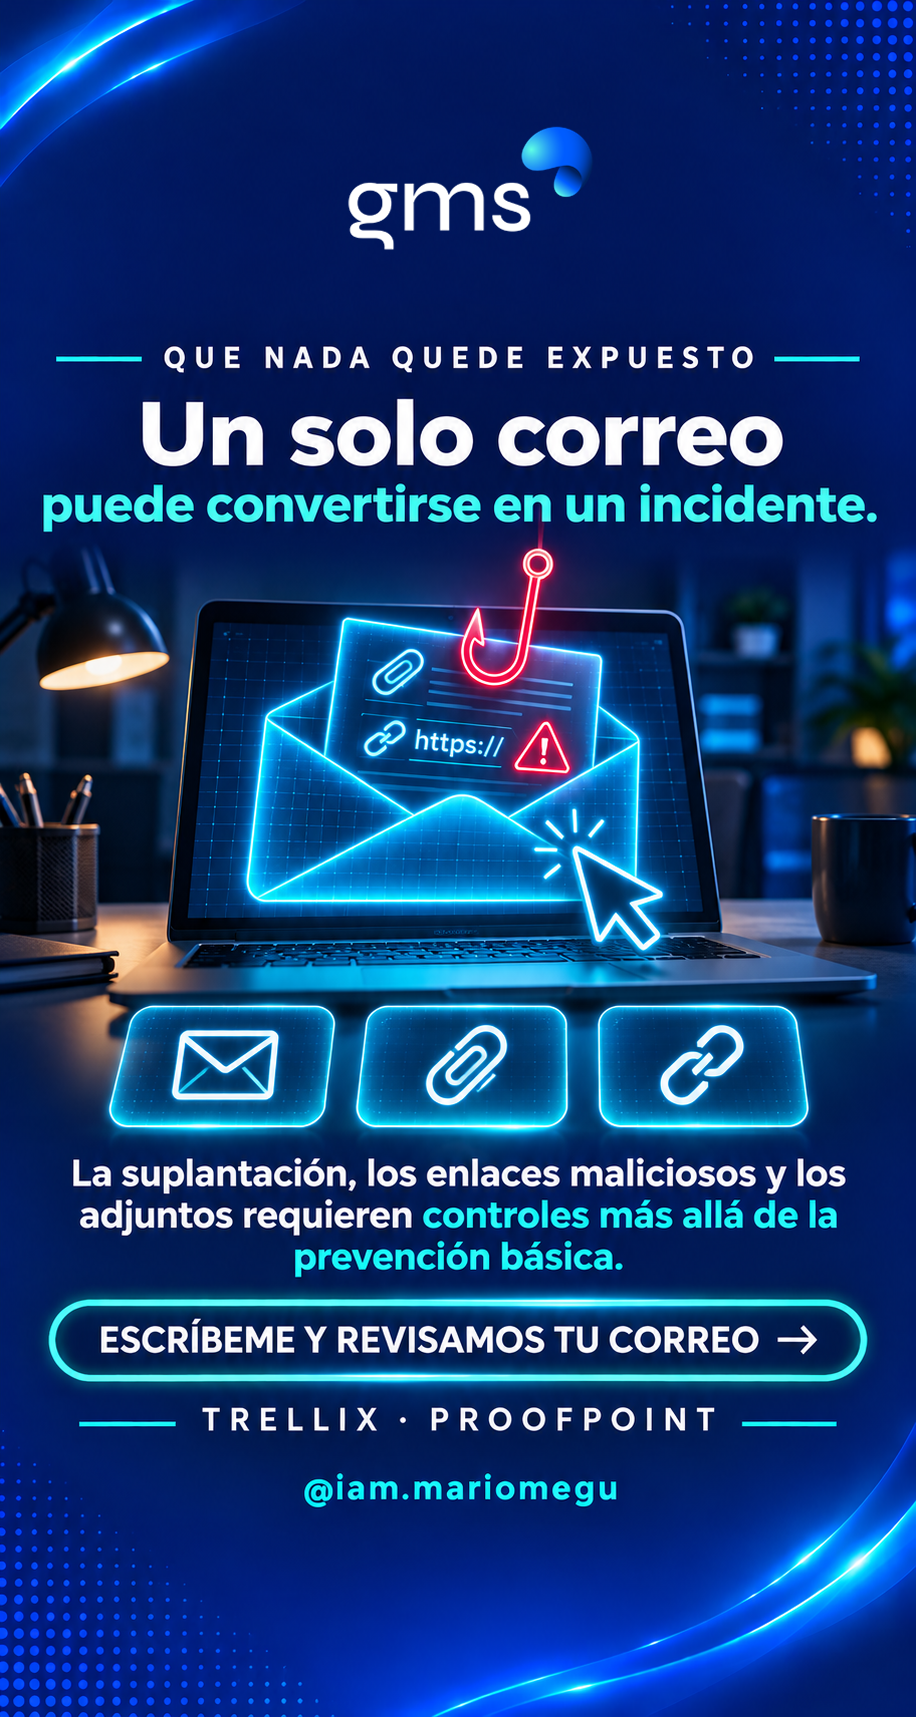 gms
QUE NADA QUEDE EXPUESTO
Un solo correo
puede convertirse en un incidente.
https://
!
La suplantación, los enlaces maliciosos y los
adjuntos requieren controles más allá de la
prevención básica.
ESCRÍBEME Y REVISAMOS TU CORREO →
TRELLIX · PROOFPOINT
@iam.mariomegu